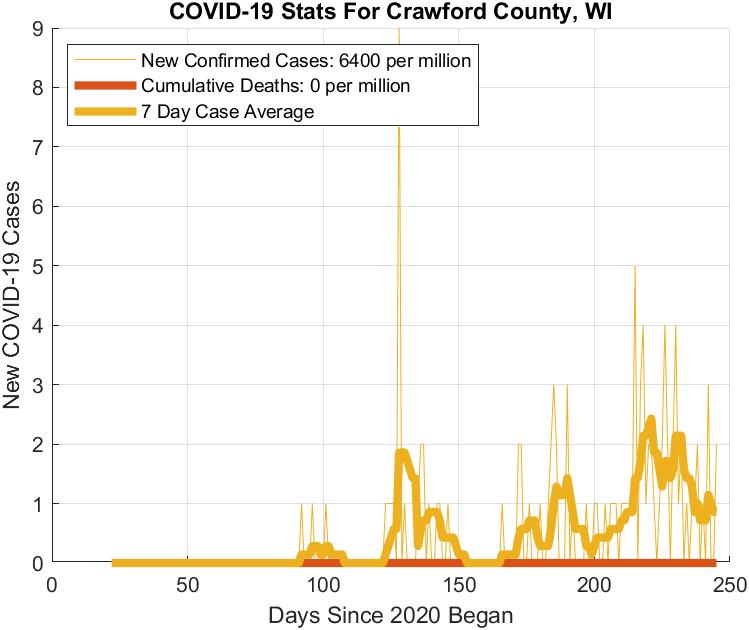 COVID-19 Stats For Crawford County, WI
New Confirmed Cases: 6400 per million
Cumulative Deaths: 0 per million
7 Day Case Average
New COVID-19 Cases
9
8
7
6
5
4
3
2
1
0
0 50 100 150 200 250
Days Since 2020 Began